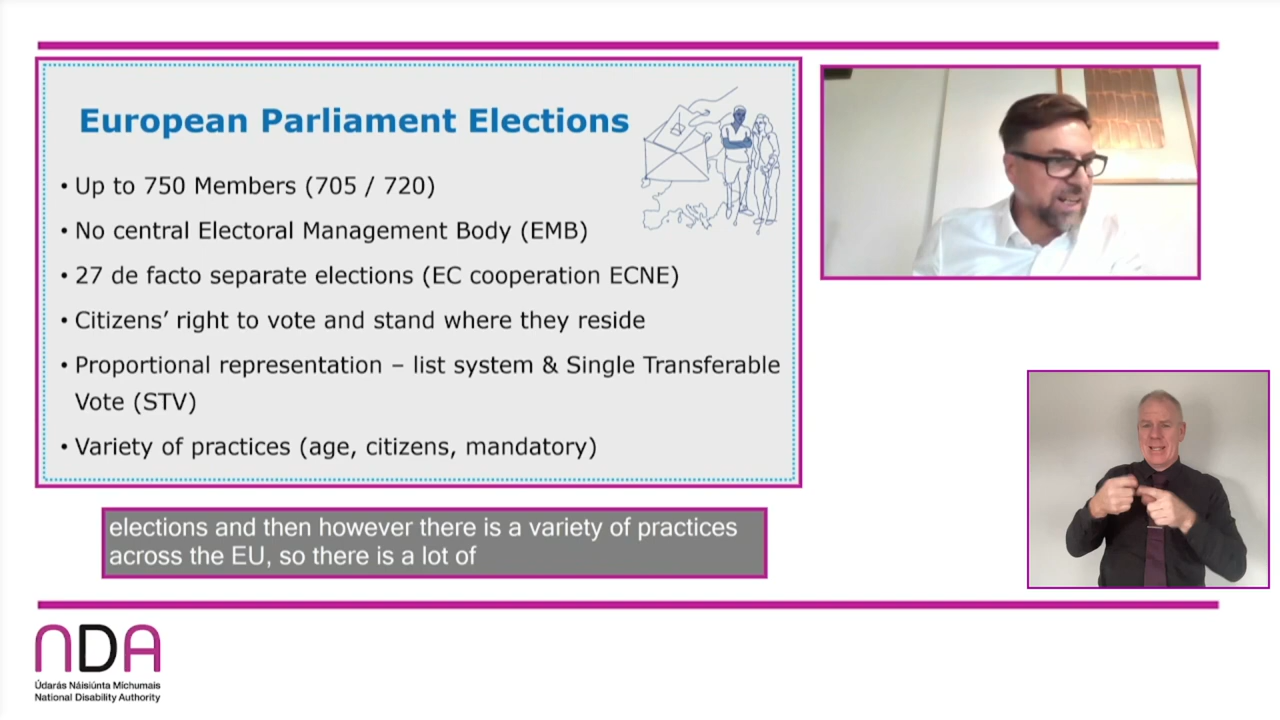 European Parliament Elections
• Up to 750 Members (705 / 720)
• No central Electoral Management Body (EMB)
• 27 de facto separate elections (EC cooperation ECNE)
• Citizens’ right to vote and stand where they reside
• Proportional representation – list system & Single Transferable
Vote (STV)
• Variety of practices (age, citizens, mandatory)
elections and then however there is a variety of practices
across the EU, so there is a lot of
NDA
Údarás Náisiúnta Míchumais
National Disability Authority